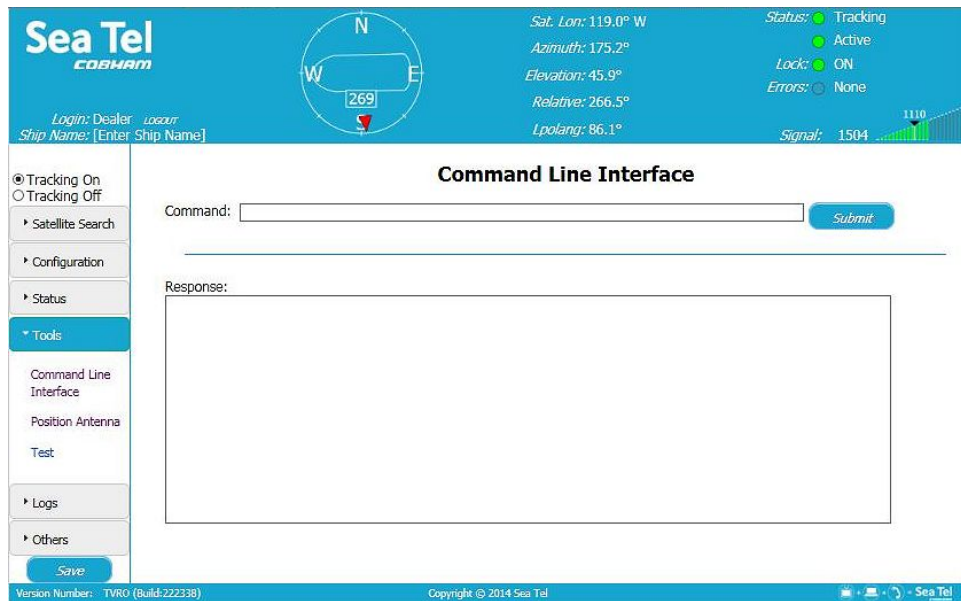 Sea Tel
COBHAM
Login: Dealer LOGOUT
Ship Name: [Enter Ship Name]
N
W
E
269
S
Sat. Lon: 119.0° W
Azimuth: 175.2°
Elevation: 45.9°
Relative: 266.5°
Lpolang: 86.1°
Status: Tracking
Active
Lock: ON
Errors: None
1110
Signal: 1504
Tracking On
Tracking Off
Satellite Search
Configuration
Status
Tools
Command Line
Interface
Position Antenna
Test
Logs
Others
Save
Command Line Interface
Command:
Submit
Response:
Version Number: TVRO (Build:222338)
Copyright © 2014 Sea Tel
- Sea Tel